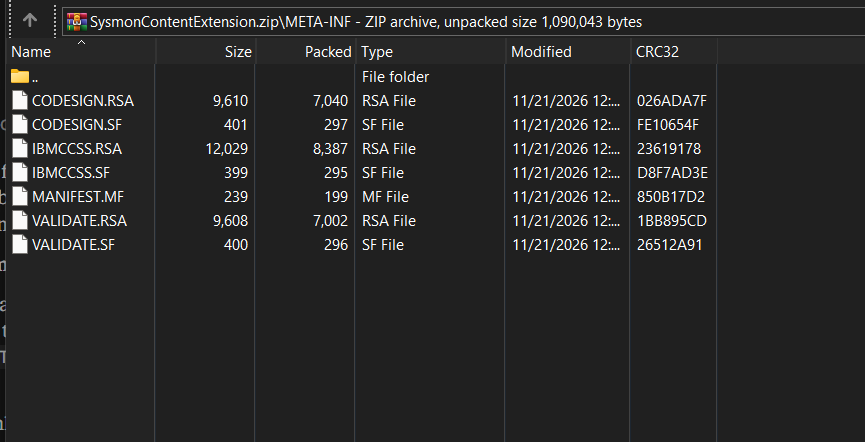 SysmonContentExtension.zip\META-INF - ZIP archive, unpacked size 1,090,043 bytes
Name Size Packed Type Modified CRC32
.. File folder
CODESIGN.RSA 9,610 7,040 RSA File 11/21/2026 12:... 026ADA7F
CODESIGN.SF 401 297 SF File 11/21/2026 12:... FE10654F
IBMCCSS.RSA 12,029 8,387 RSA File 11/21/2026 12:... 23619178
IBMCCSS.SF 399 295 SF File 11/21/2026 12:... D8F7AD3E
MANIFEST.MF 239 199 MF File 11/21/2026 12:... 850B17D2
VALIDATE.RSA 9,608 7,002 RSA File 11/21/2026 12:... 1BB895CD
VALIDATE.SF 400 296 SF File 11/21/2026 12:... 26512A91